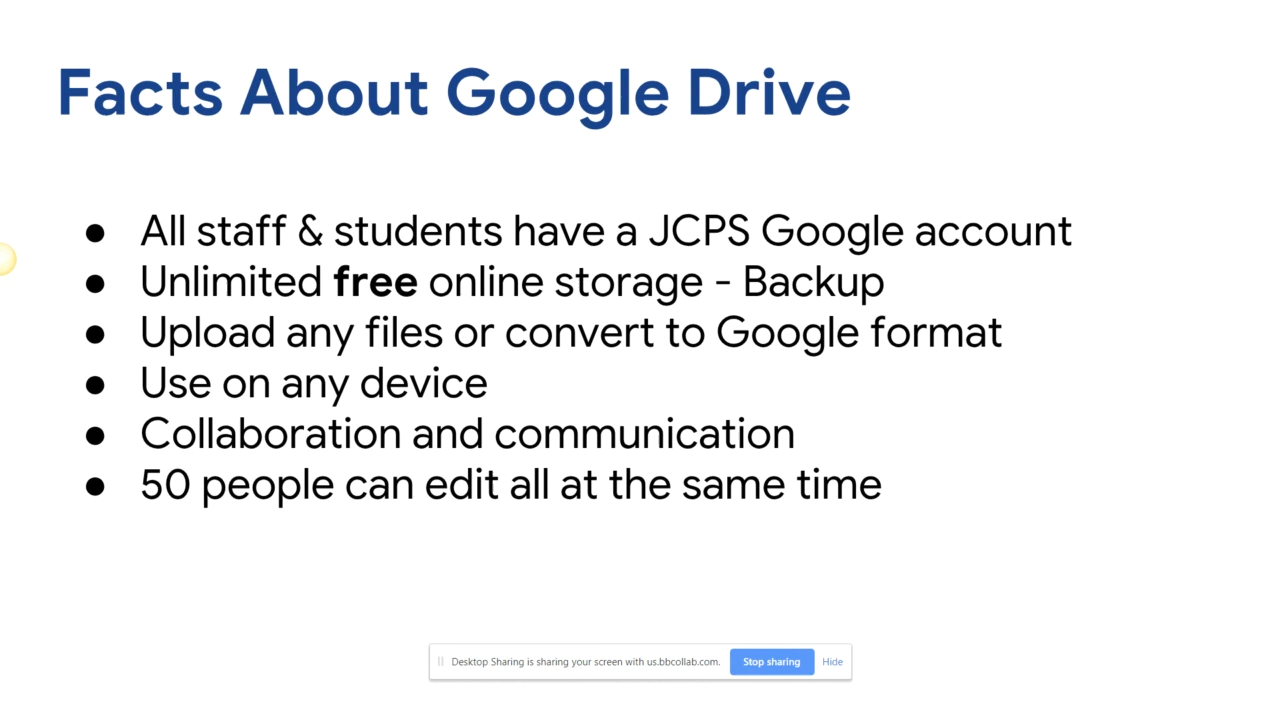 Facts About Google Drive
● All staff & students have a JCPS Google account
● Unlimited free online storage - Backup
● Upload any files or convert to Google format
● Use on any device
● Collaboration and communication
● 50 people can edit all at the same time
Desktop Sharing is sharing your screen with us.bbcollab.com. Stop sharing Hide